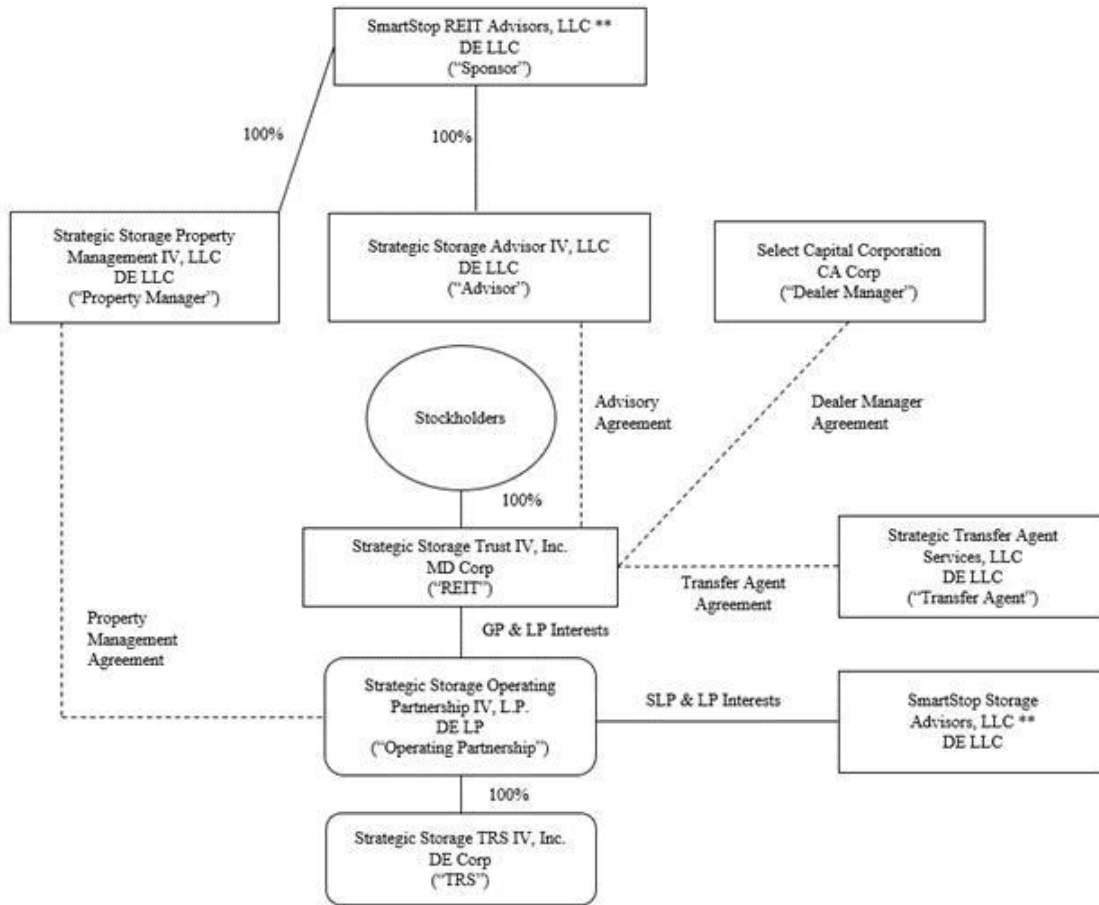 SmartStop REIT Advisors, LLC **
DE LLC
(“Sponsor”)
100%
100%
Strategic Storage Property
Management IV, LLC
DE LLC
(“Property Manager”)
Strategic Storage Advisor IV, LLC
DE LLC
(“Advisor”)
Select Capital Corporation
CA Corp
(“Dealer Manager”)
Stockholders
Advisory
Agreement
Dealer Manager
Agreement
100%
Strategic Storage Trust IV, Inc.
MD Corp
(“REIT”)
Transfer Agent
Agreement
Strategic Transfer Agent
Services, LLC
DE LLC
(“Transfer Agent”)
Property
Management
Agreement
GP & LP Interests
Strategic Storage Operating
Partnership IV, L.P.
DE LP
(“Operating Partnership”)
SLP & LP Interests
SmartStop Storage
Advisors, LLC **
DE LLC
100%
Strategic Storage TRS IV, Inc.
DE Corp
(“TRS”)